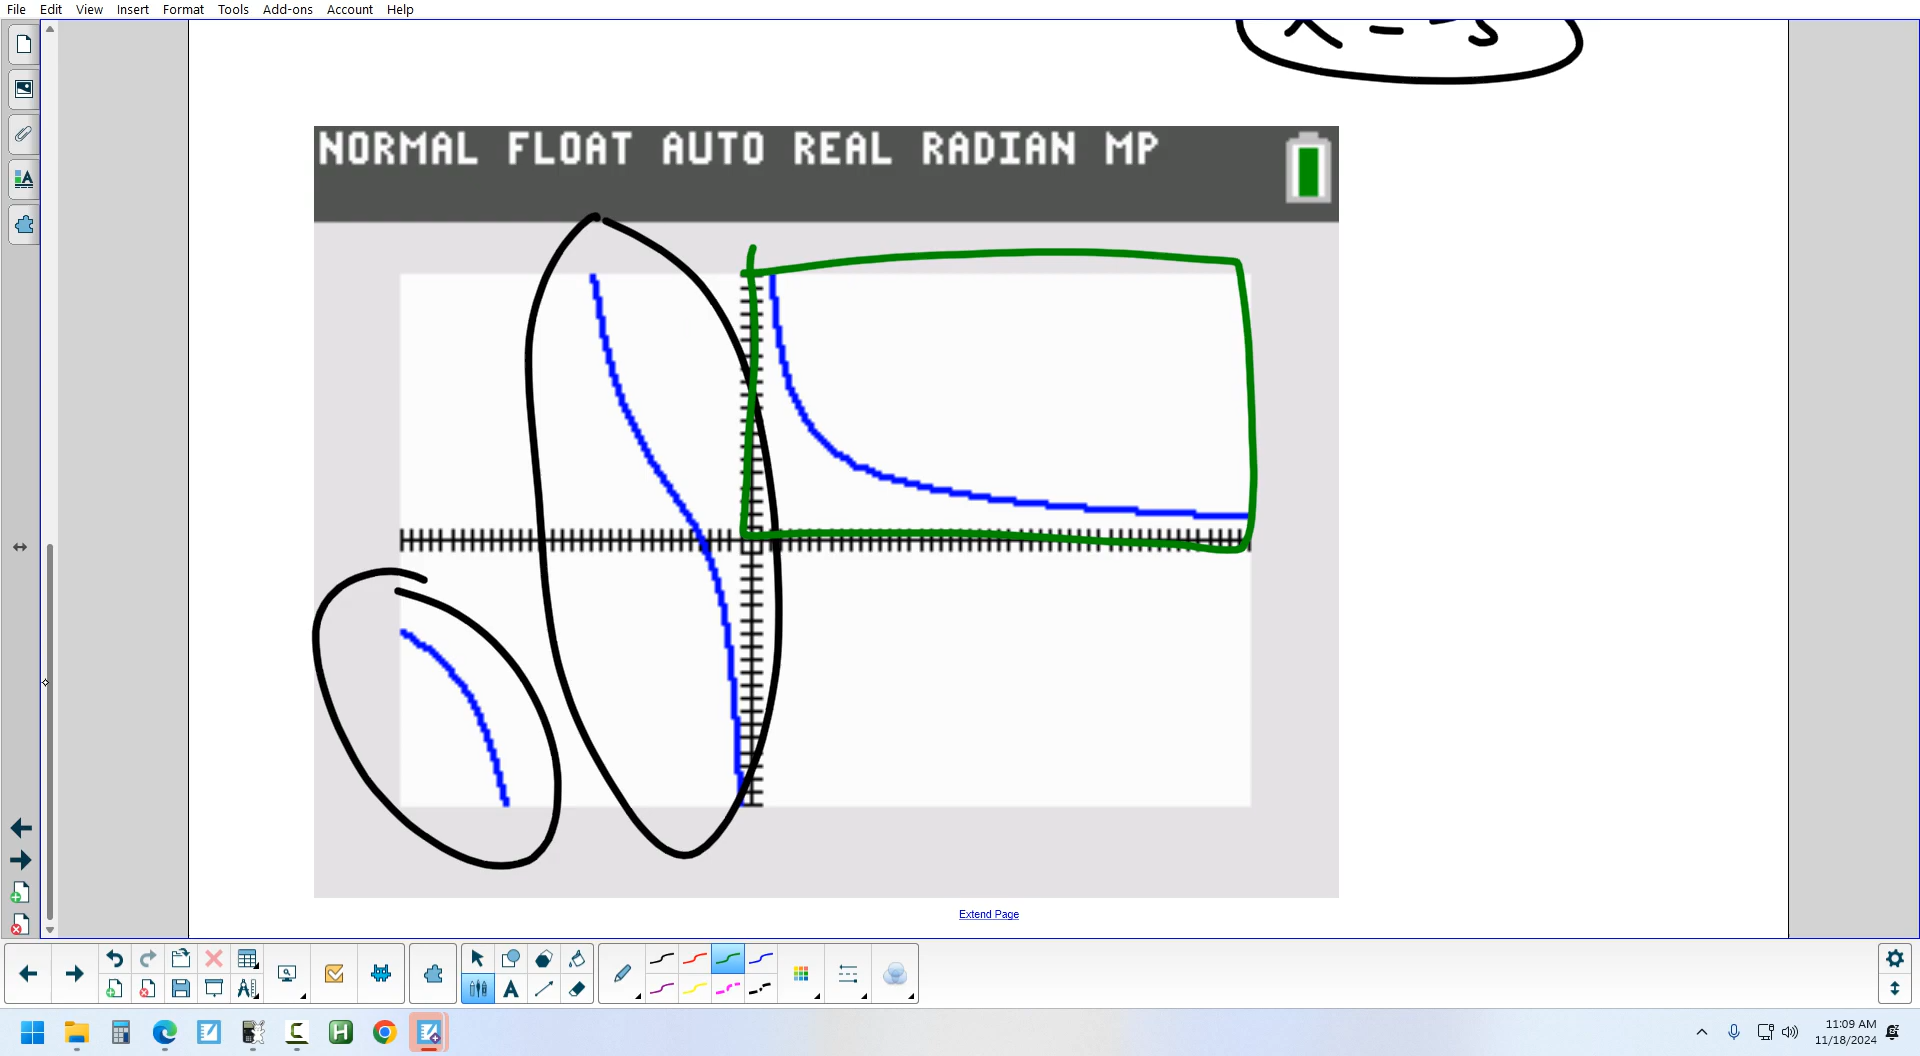 File Edit View Insert Format Tools Add-ons Account Help
x = -3
NORMAL FLOAT AUTO REAL RADIAN MP
Extend Page
11:09 AM
11/18/2024